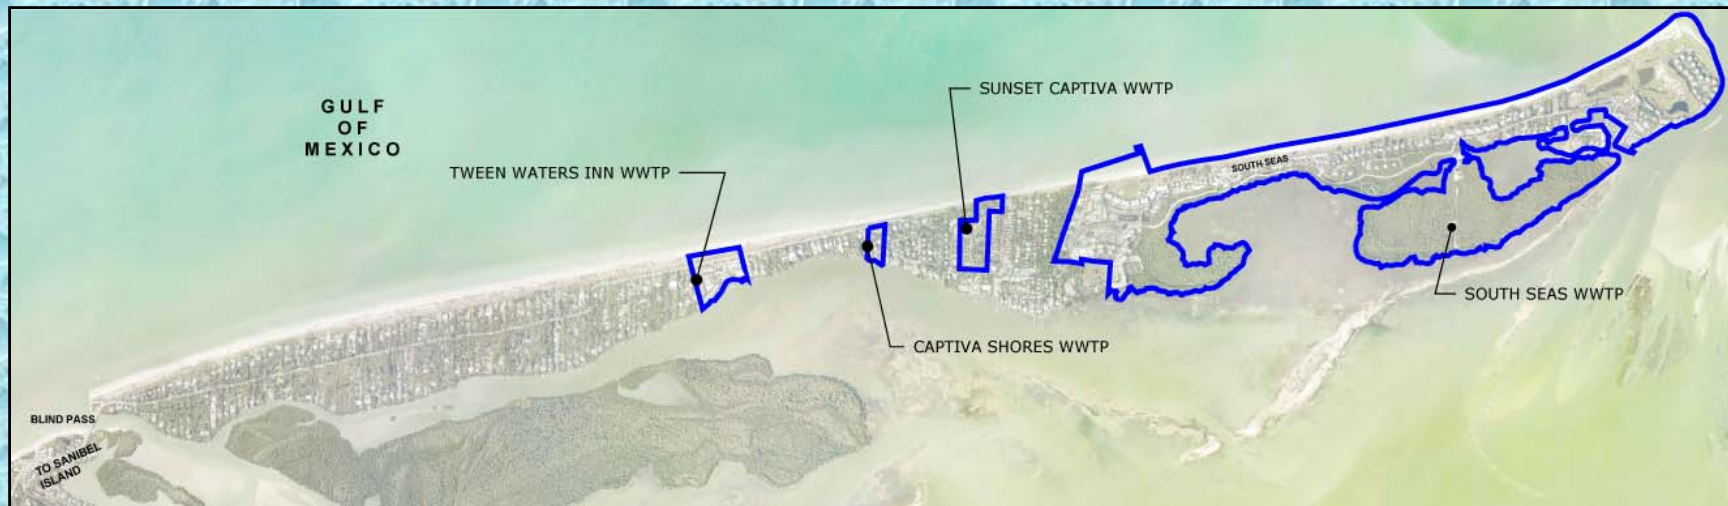 GULF
OF
MEXICO
SUNSET CAPTIVA WWTP
TWEEN WATERS INN WWTP
SOUTH SEAS
SOUTH SEAS WWTP
CAPTIVA SHORES WWTP
BLIND PASS
TO SANIBEL
ISLAND